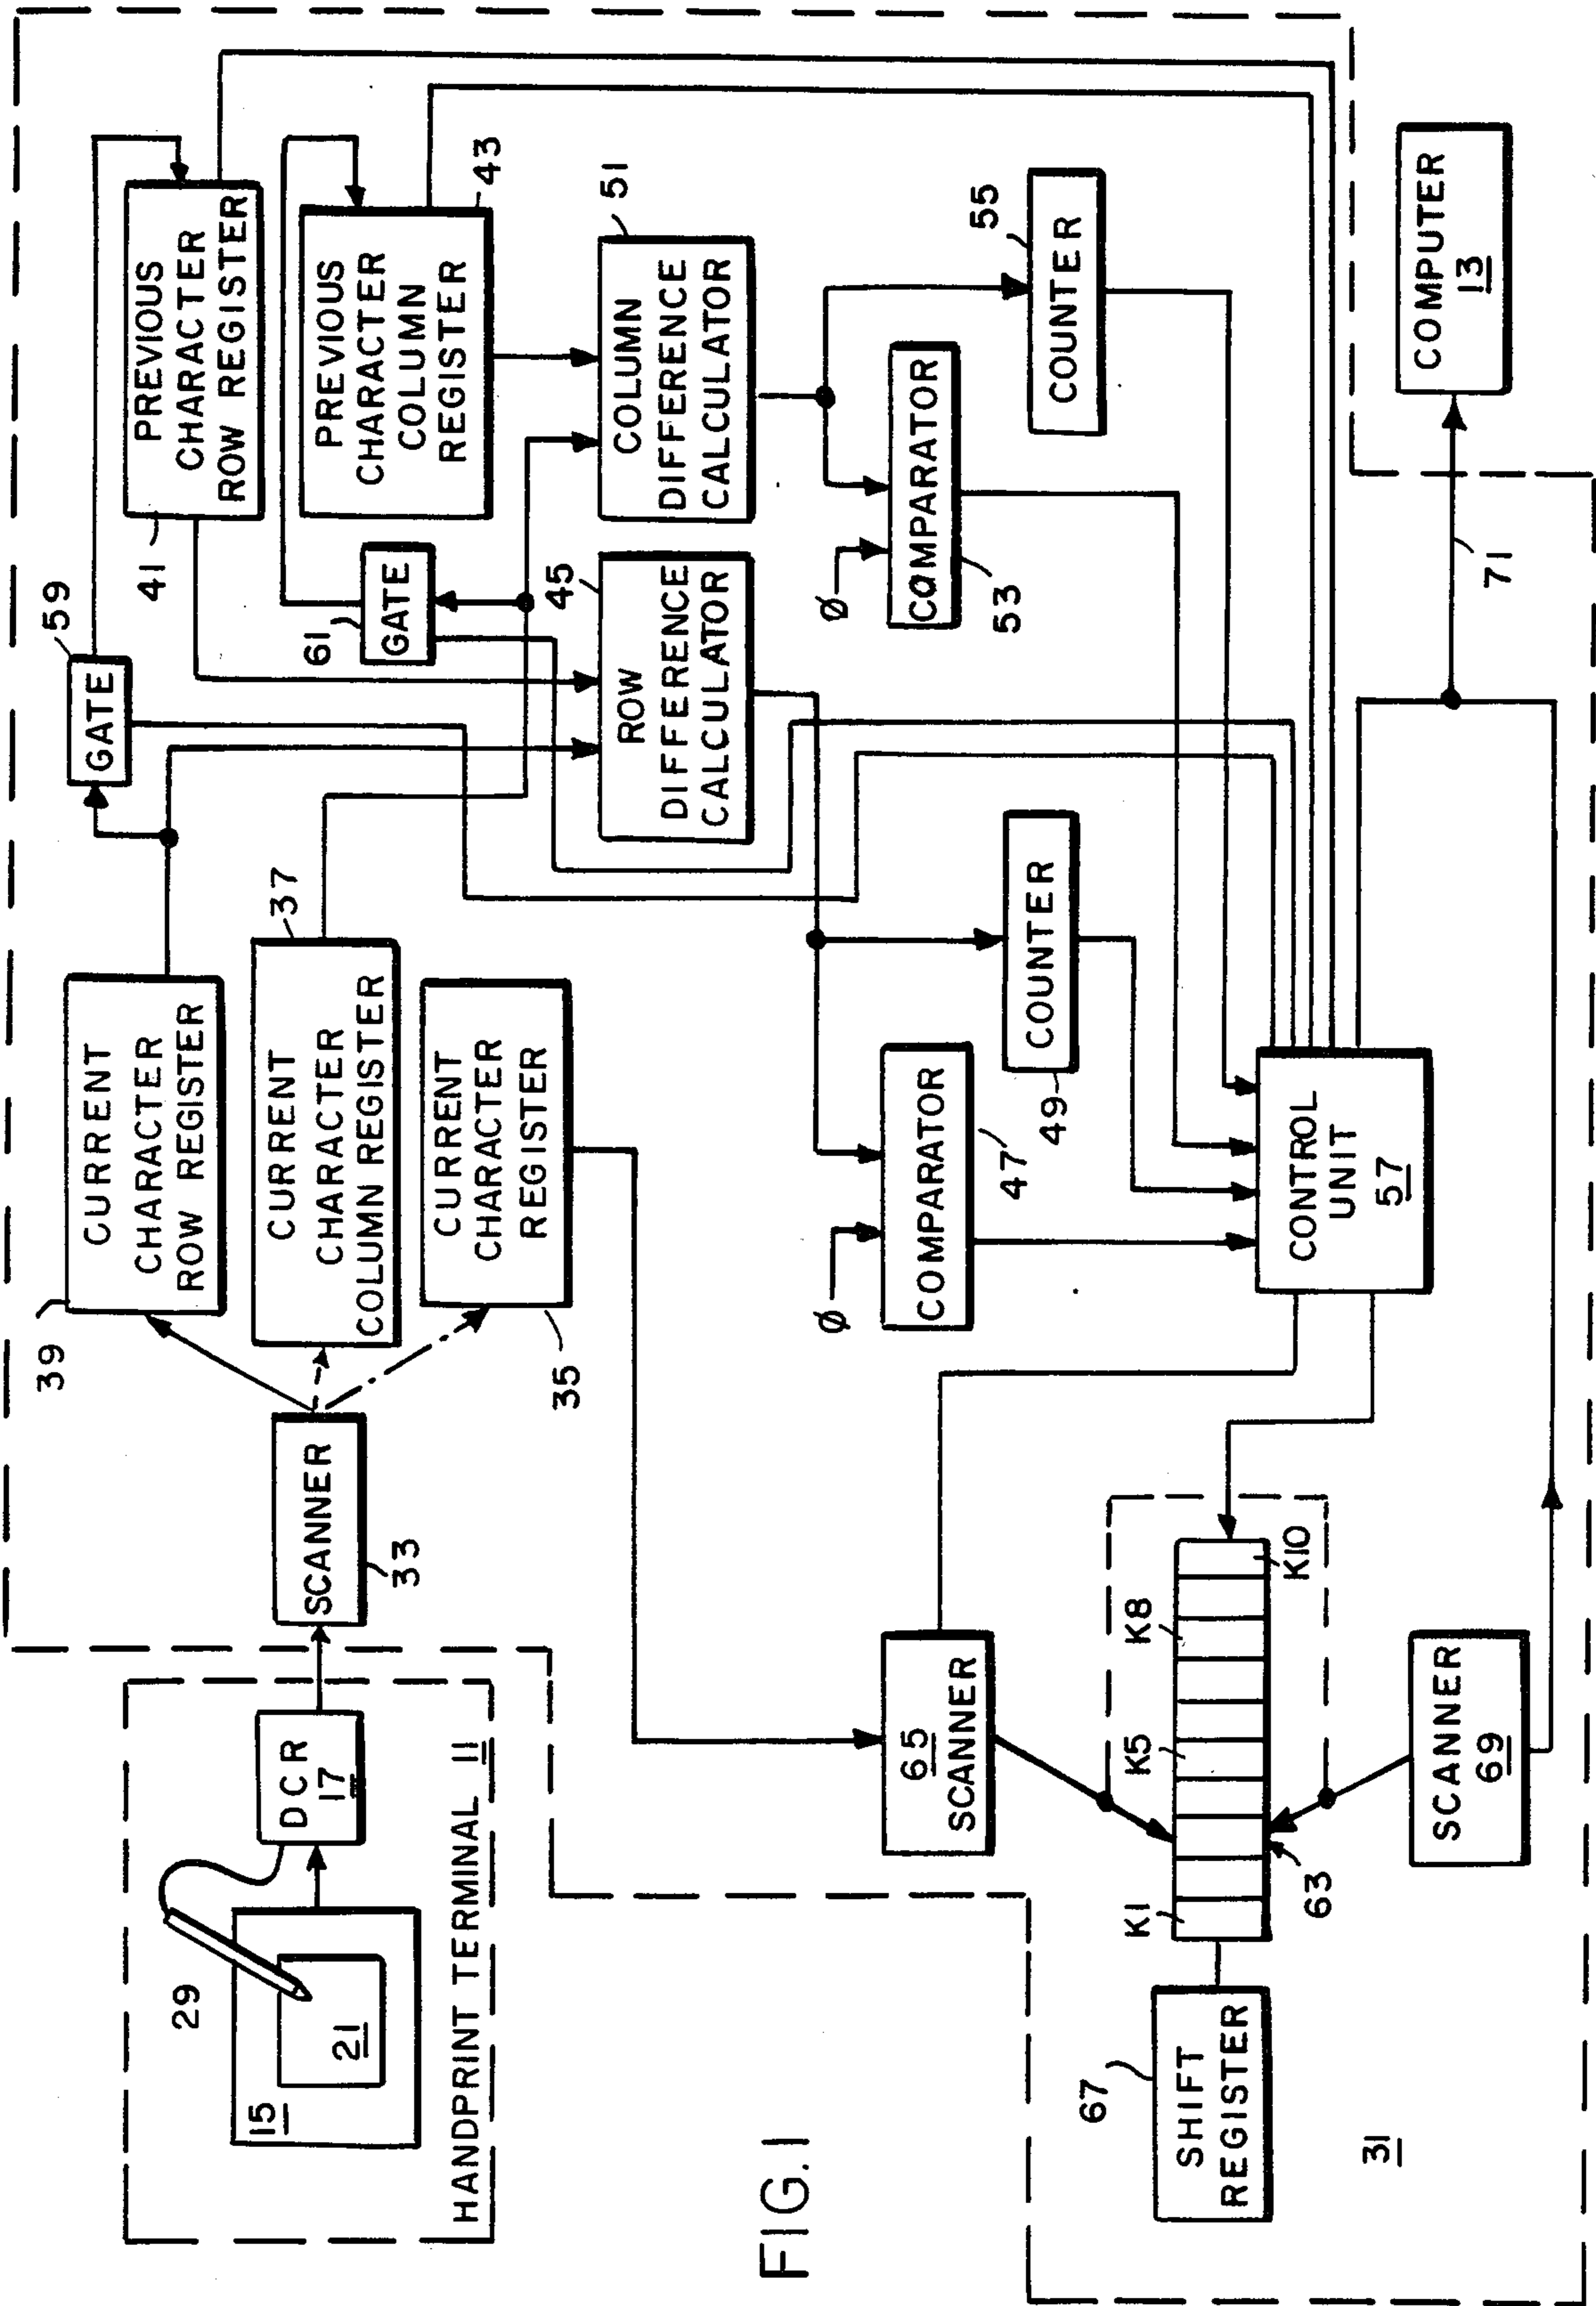 HANDPRINT TERMINAL 11
15
21
29
DCR
17
SCANNER
33
39
CURRENT
CHARACTER
ROW REGISTER
37
CURRENT
CHARACTER
COLUMN REGISTER
35
CURRENT
CHARACTER
REGISTER
59
GATE
41
PREVIOUS
CHARACTER
ROW REGISTER
61
GATE
43
PREVIOUS
CHARACTER
COLUMN
REGISTER
45
ROW
DIFFERENCE
CALCULATOR
51
COLUMN
DIFFERENCE
CALCULATOR
Ø
COMPARATOR
47
COUNTER
49
Ø
COMPARATOR
53
55
COUNTER
CONTROL
UNIT
57
65
SCANNER
K1
K5
K8
K10
63
67
SHIFT
REGISTER
SCANNER
69
71
COMPUTER
13
31
FIG.1